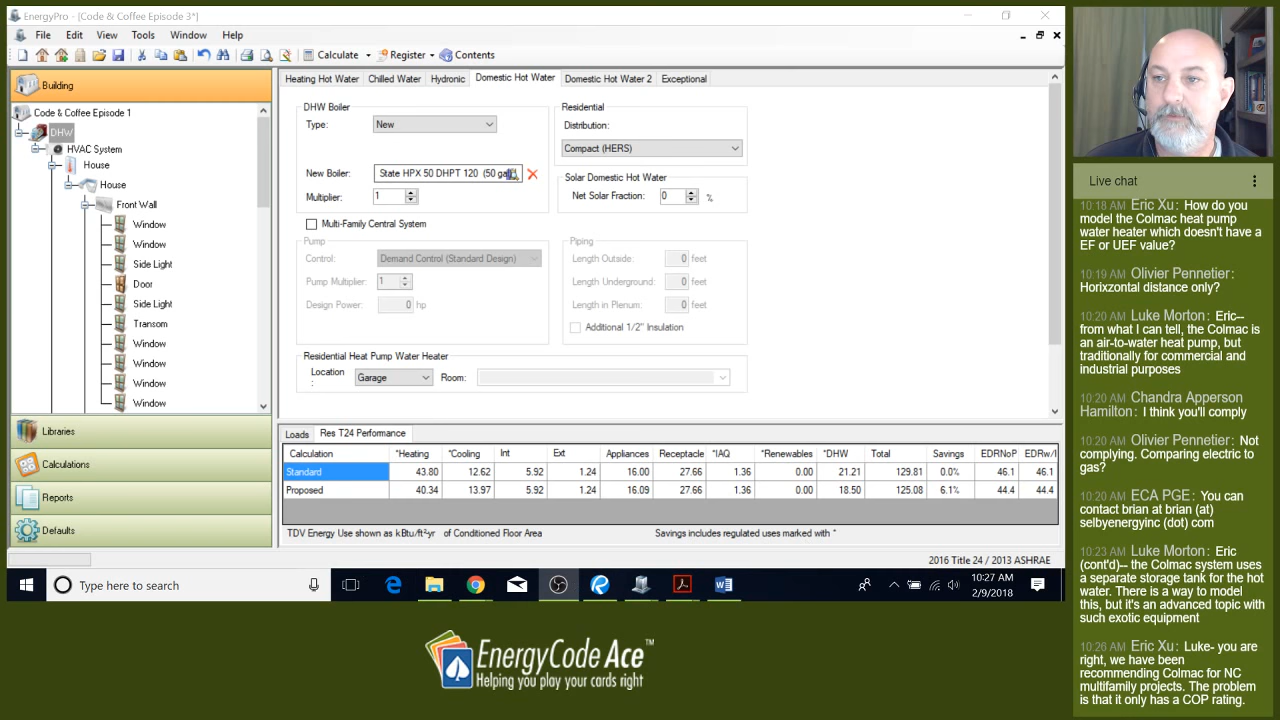 EnergyPro - [Code & Coffee Episode 3*]
File Edit View Tools Window Help
Calculate Register Contents
Building
Code & Coffee Episode 1
DHW
HVAC System
House
House
Front Wall
Window
Window
Side Light
Door
Side Light
Transom
Window
Window
Window
Window
Libraries
Calculations
Reports
Defaults
Heating Hot Water Chilled Water Hydronic Domestic Hot Water Domestic Hot Water 2 Exceptional
DHW Boiler
Type: New
New Boiler: State HPX 50 DHPT 120 (50 gal
Multiplier: 1
Multi-Family Central System
Pump
Control: Demand Control (Standard Design)
Pump Multiplier: 1
Design Power: 0 hp
Residential
Distribution:
Compact (HERS)
Solar Domestic Hot Water
Net Solar Fraction: 0 %
Piping
Length Outside: 0 feet
Length Underground: 0 feet
Length in Plenum: 0 feet
Additional 1/2" Insulation
Residential Heat Pump Water Heater
Location : Garage Room:
Loads Res T24 Performance
Calculation *Heating *Cooling Int Ext Appliances Receptacle *IAQ *Renewables *DHW Total Savings EDRNoP EDRw/l
Standard 43.80 12.62 5.92 1.24 16.00 27.66 1.36 0.00 21.21 129.81 0.0% 46.1 46.1
Proposed 40.34 13.97 5.92 1.24 16.09 27.66 1.36 0.00 18.50 125.08 6.1% 44.4 44.4
TDV Energy Use shown as kBtu/ft²-yr of Conditioned Floor Area Savings includes regulated uses marked with *
2016 Title 24 / 2013 ASHRAE
Type here to search
10:27 AM
2/9/2018
EnergyCode Ace™
Helping you play your cards right
Live chat
10:18 AM Eric Xu: How do you
model the Colmac heat pump
water heater which doesn't have a
EF or UEF value?
10:19 AM Olivier Pennetier:
Horixzontal distance only?
10:20 AM Luke Morton: Eric--
from what I can tell, the Colmac is
an air-to-water heat pump, but
traditionally for commercial and
industrial purposes
10:20 AM Chandra Apperson
Hamilton: I think you'll comply
10:20 AM Olivier Pennetier: Not
complying. Comparing electric to
gas?
10:20 AM ECA PGE: You can
contact brian at brian (at)
selbyenergyinc (dot) com
10:23 AM Luke Morton: Eric
(cont'd)-- the Colmac system uses
a separate storage tank for the hot
water. There is a way to model
this, but it's an advanced topic with
such exotic equipment
10:26 AM Eric Xu: Luke- you are
right, we have been
recommending Colmac for NC
multifamily projects. The problem
is that it only has a COP rating.